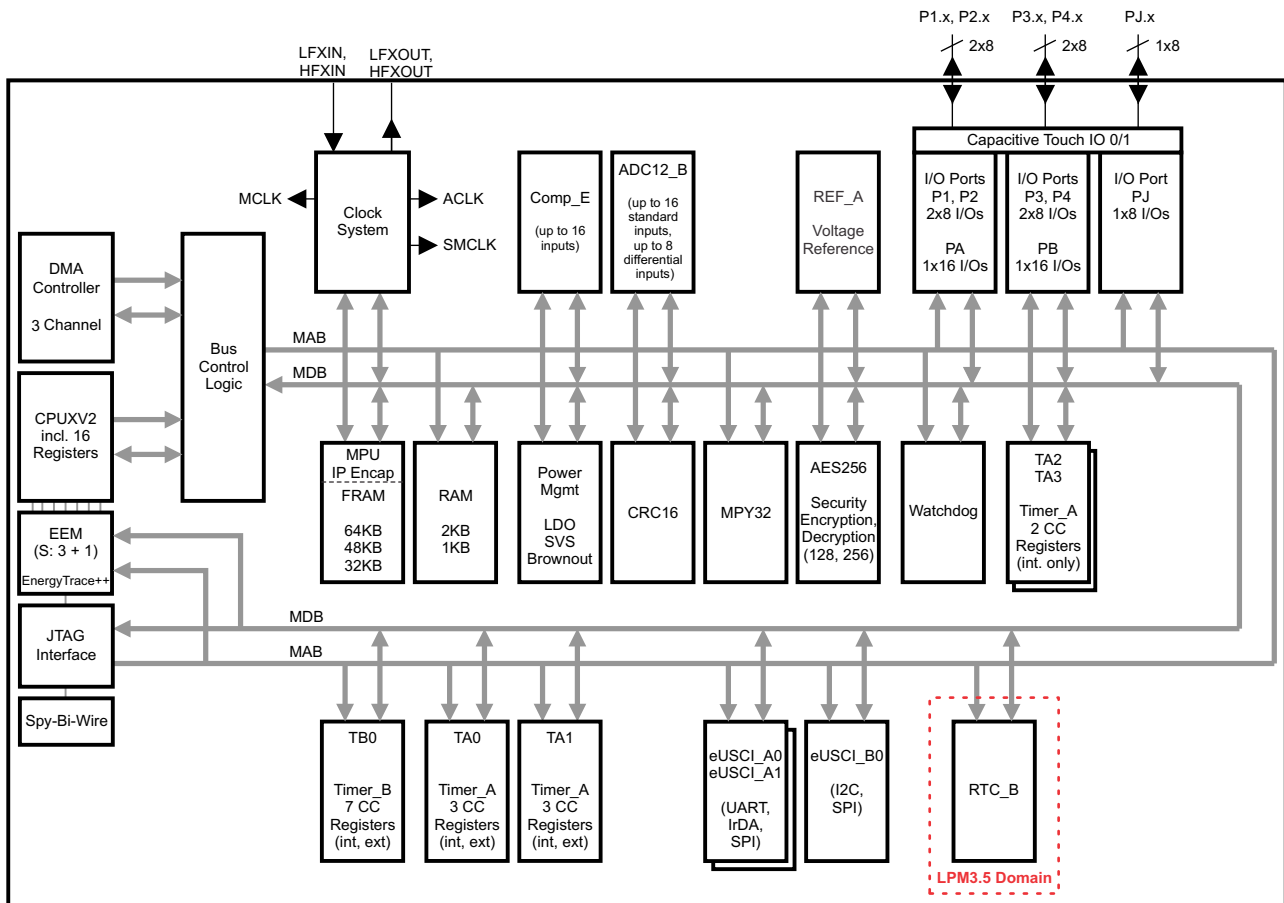 P1.x, P2.x
P3.x, P4.x
PJ.x
2x8
2x8
1x8
LFXIN,
HFXIN
LFXOUT,
HFXOUT
Capacitive Touch IO 0/1
MCLK
Clock
System
ACLK
SMCLK
Comp_E
(up to 16
inputs)
ADC12_B
(up to 16
standard
inputs,
up to 8
differential
inputs)
REF_A
Voltage
Reference
I/O Ports
P1, P2
2x8 I/Os
PA
1x16 I/Os
I/O Ports
P3, P4
2x8 I/Os
PB
1x16 I/Os
I/O Port
PJ
1x8 I/Os
DMA
Controller
3 Channel
Bus
Control
Logic
MAB
MDB
CPUXV2
incl. 16
Registers
EEM
(S: 3 + 1)
EnergyTrace++
JTAG
Interface
Spy-Bi-Wire
MPU
IP Encap
FRAM
64KB
48KB
32KB
RAM
2KB
1KB
Power
Mgmt
LDO
SVS
Brownout
CRC16
MPY32
AES256
Security
Encryption,
Decryption
(128, 256)
Watchdog
TA2
TA3
Timer_A
2 CC
Registers
(int. only)
MDB
MAB
TB0
Timer_B
7 CC
Registers
(int, ext)
TA0
Timer_A
3 CC
Registers
(int, ext)
TA1
Timer_A
3 CC
Registers
(int, ext)
eUSCI_A0
eUSCI_A1
(UART,
IrDA,
SPI)
eUSCI_B0
(I2C,
SPI)
RTC_B
LPM3.5 Domain